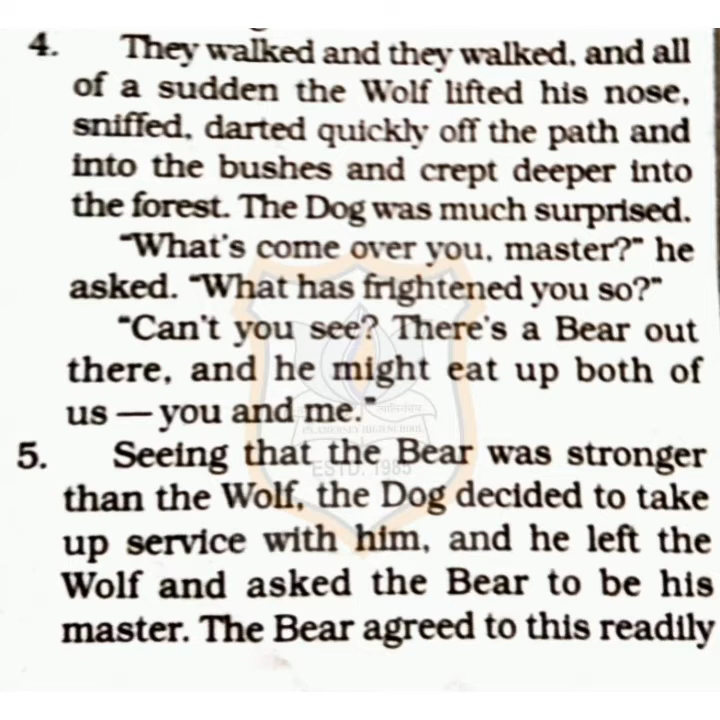 4. They walked and they walked, and all
of a sudden the Wolf lifted his nose,
sniffed, darted quickly off the path and
into the bushes and crept deeper into
the forest. The Dog was much surprised.
"What's come over you, master?" he
asked. "What has frightened you so?"
"Can't you see? There's a Bear out
there, and he might eat up both of
us — you and me."
5. Seeing that the Bear was stronger
ESTD. 1985
than the Wolf, the Dog decided to take
up service with him, and he left the
Wolf and asked the Bear to be his
master. The Bear agreed to this readily